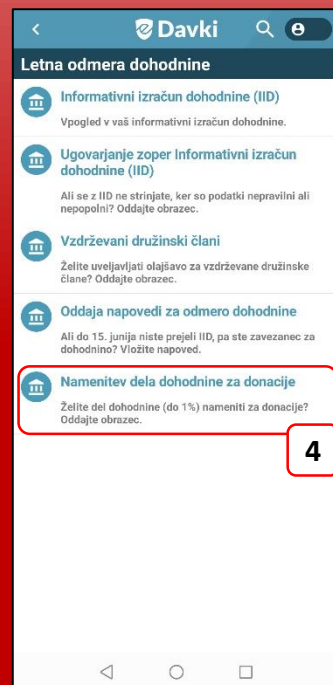 Davki
Letna odmera dohodnine
Informativni izračun dohodnine (IID)
Vpogled v vaš informativni izračun dohodnine.
Ugovarjanje zoper Informativni izračun
dohodnine (IID)
Ali se z IID ne strinjate, ker so podatki nepravilni ali
nepopolni? Oddajte obrazec.
Vzdrževani družinski člani
Želite uveljavljati olajšavo za vzdrževane družinske
člane? Oddajte obrazec.
Oddaja napovedi za odmero dohodnine
Ali do 15. junija niste prejeli IID, pa ste zavezanec za
dohodnino? Vložite napoved.
Namenitev dela dohodnine za donacije
Želite del dohodnine (do 1%) nameniti za donacije?
Oddajte obrazec.
4